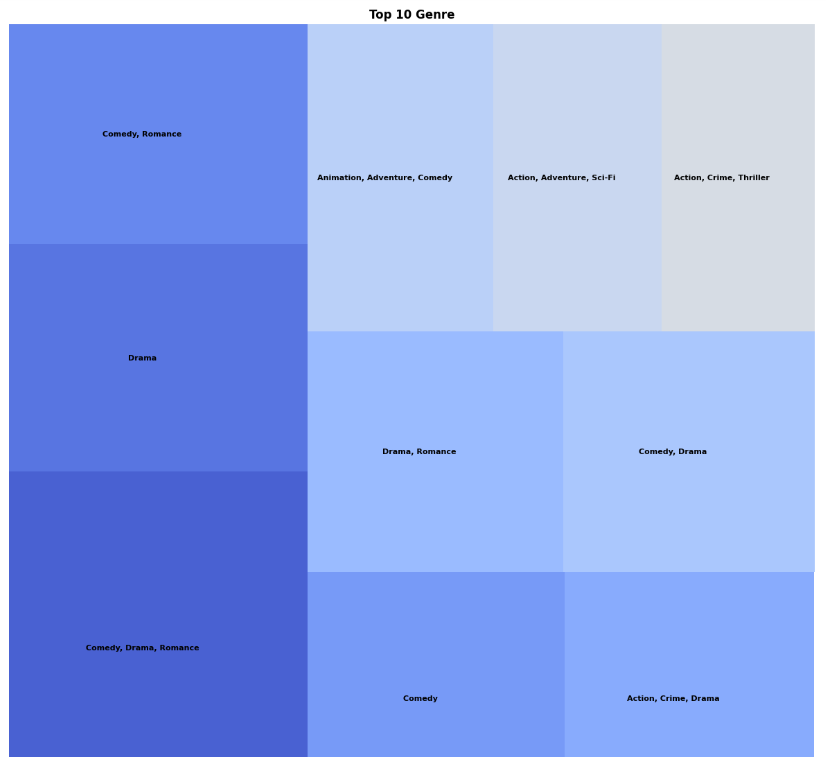 Top 10 Genre
Comedy, Romance
Animation, Adventure, Comedy
Action, Adventure, Sci-Fi
Action, Crime, Thriller
Drama
Drama, Romance
Comedy, Drama
Comedy, Drama, Romance
Comedy
Action, Crime, Drama